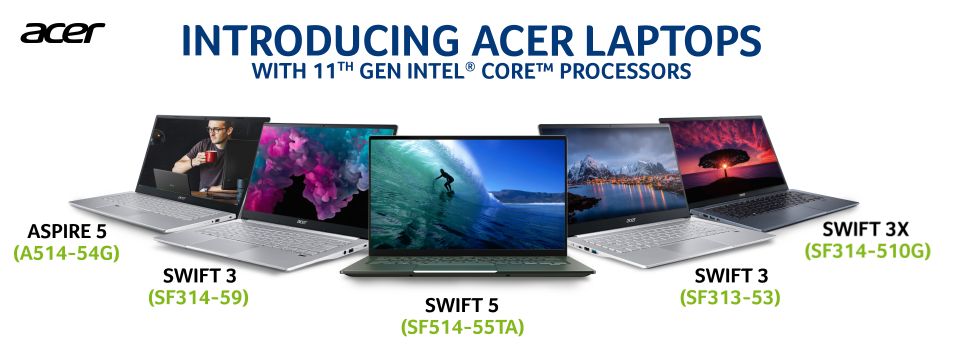 acer
INTRODUCING ACER LAPTOPS
WITH 11TH GEN INTEL® CORE™ PROCESSORS
ASPIRE 5
(A514-54G)
SWIFT 3
(SF314-59)
SWIFT 5
(SF514-55TA)
SWIFT 3
(SF313-53)
SWIFT 3X
(SF314-510G)